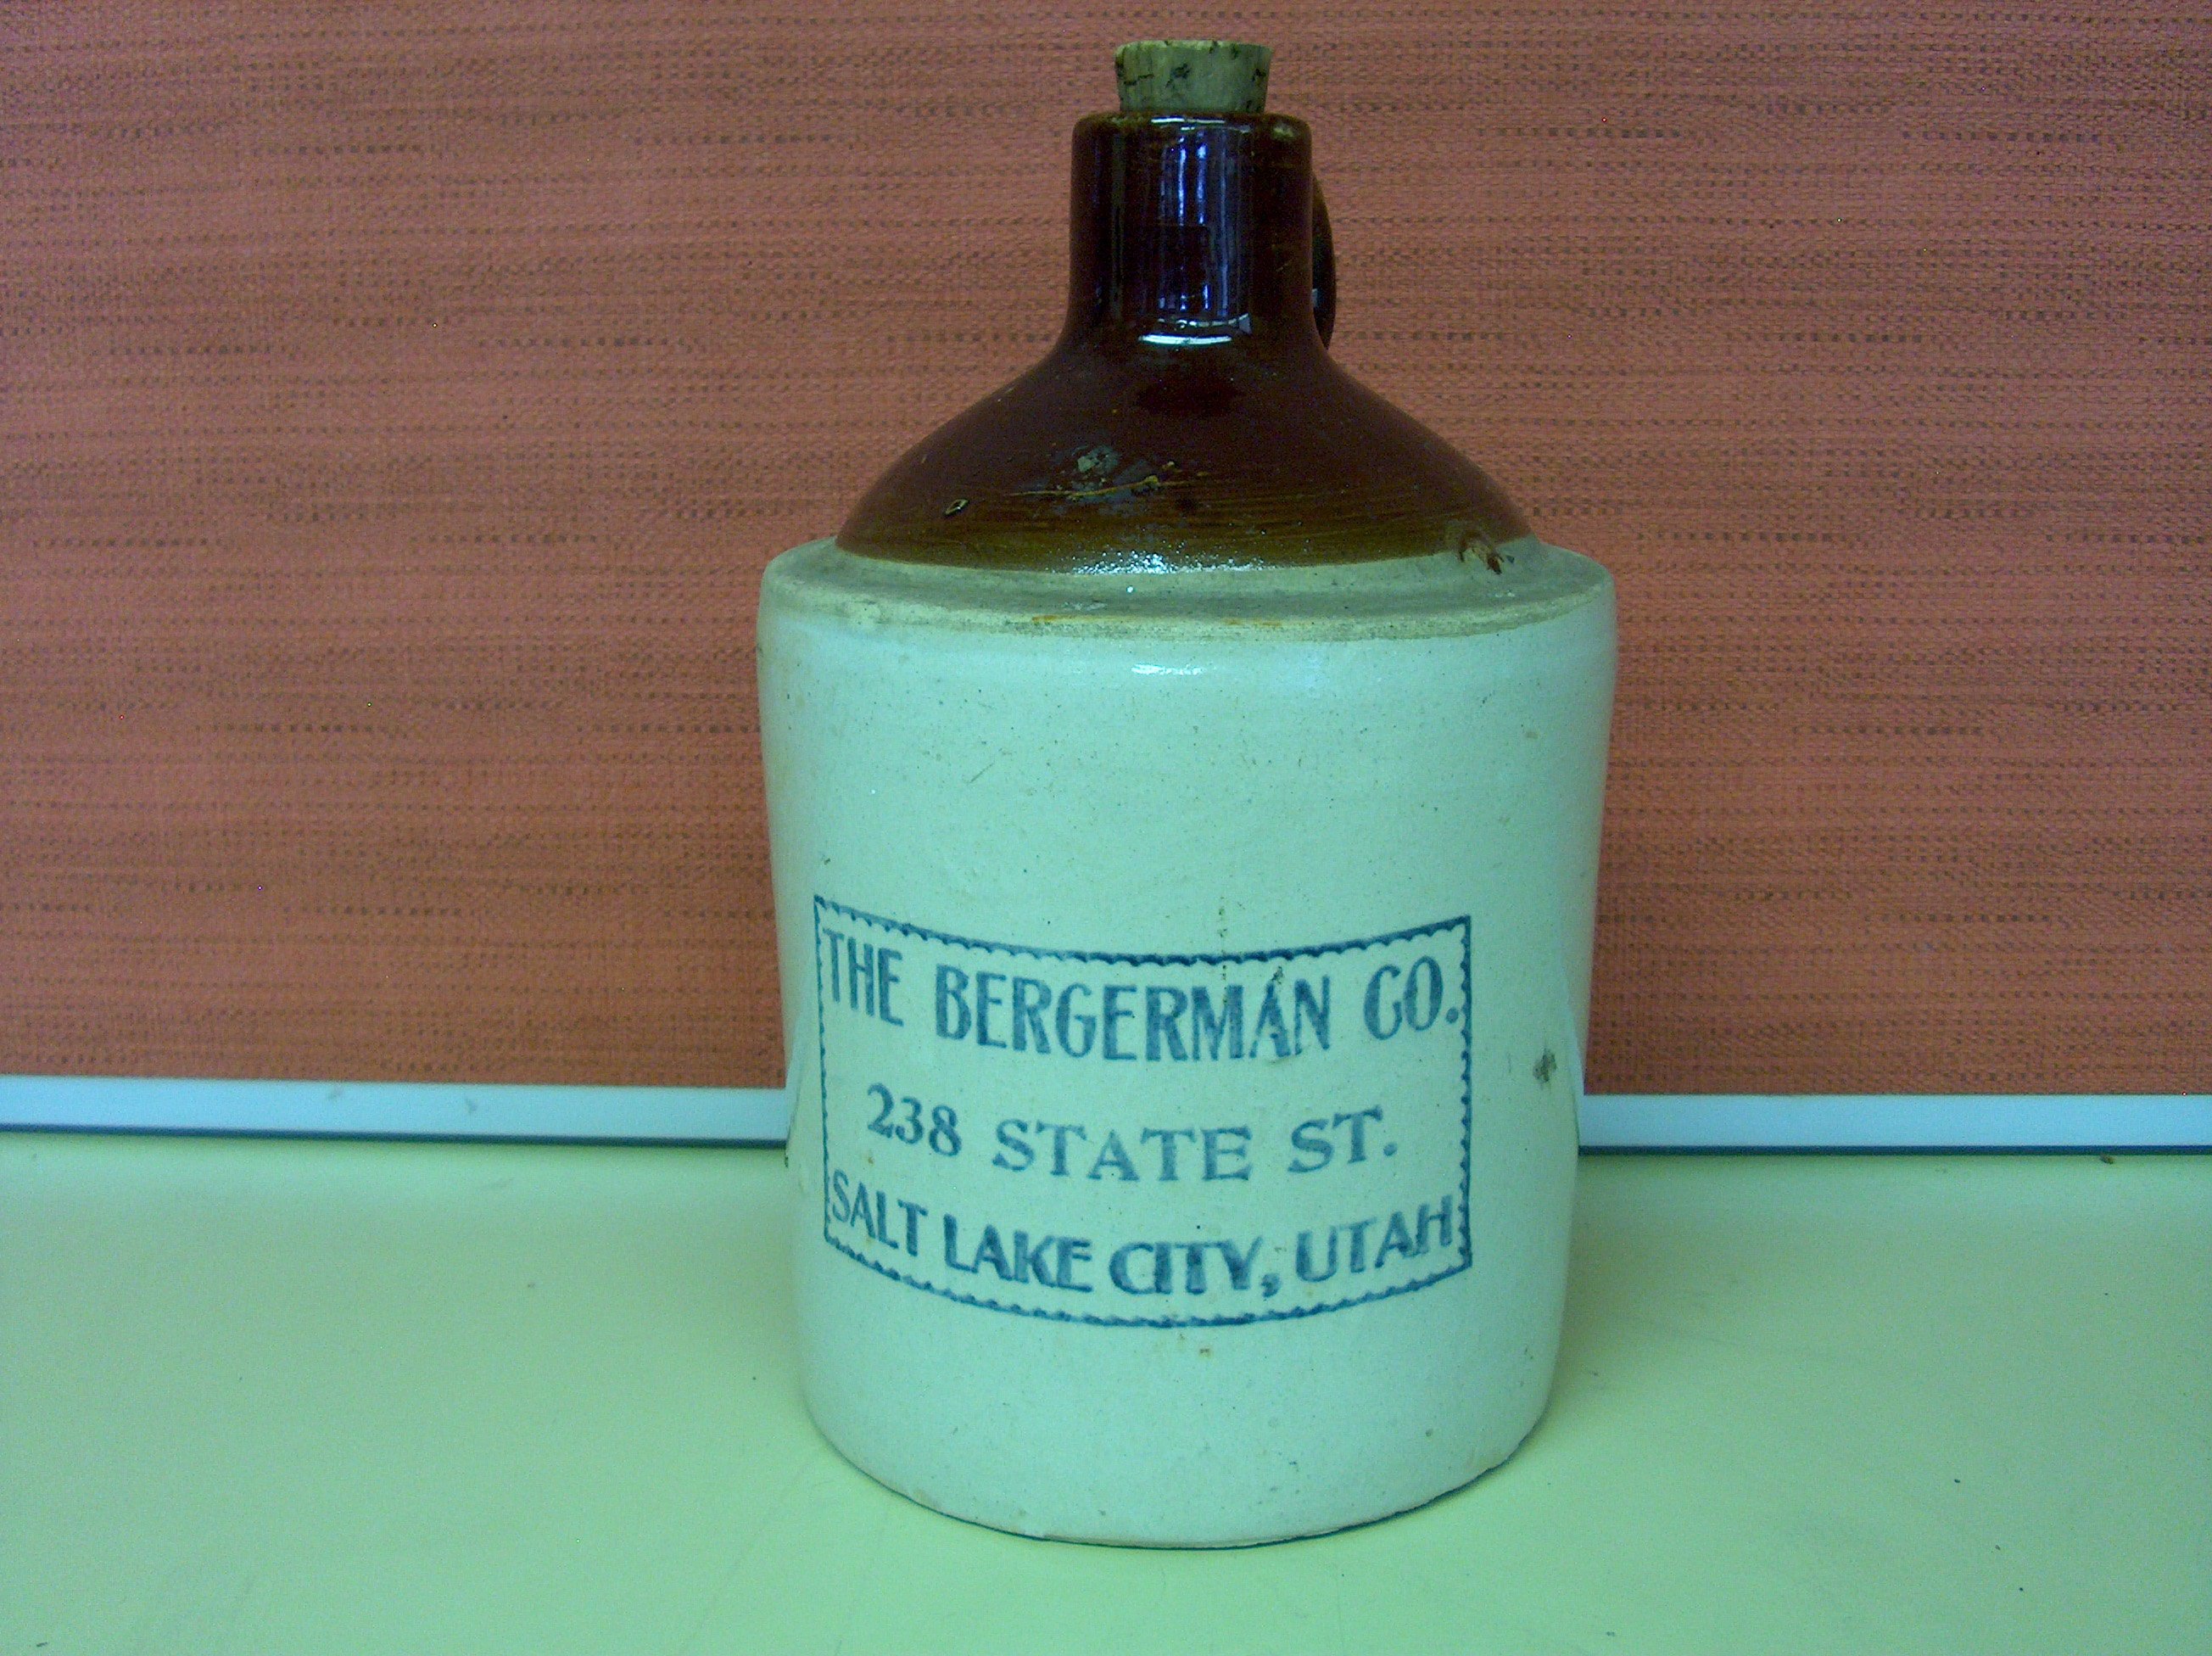 THE BERGERMAN CO.
238 STATE ST.
SALT LAKE CITY, UTAH